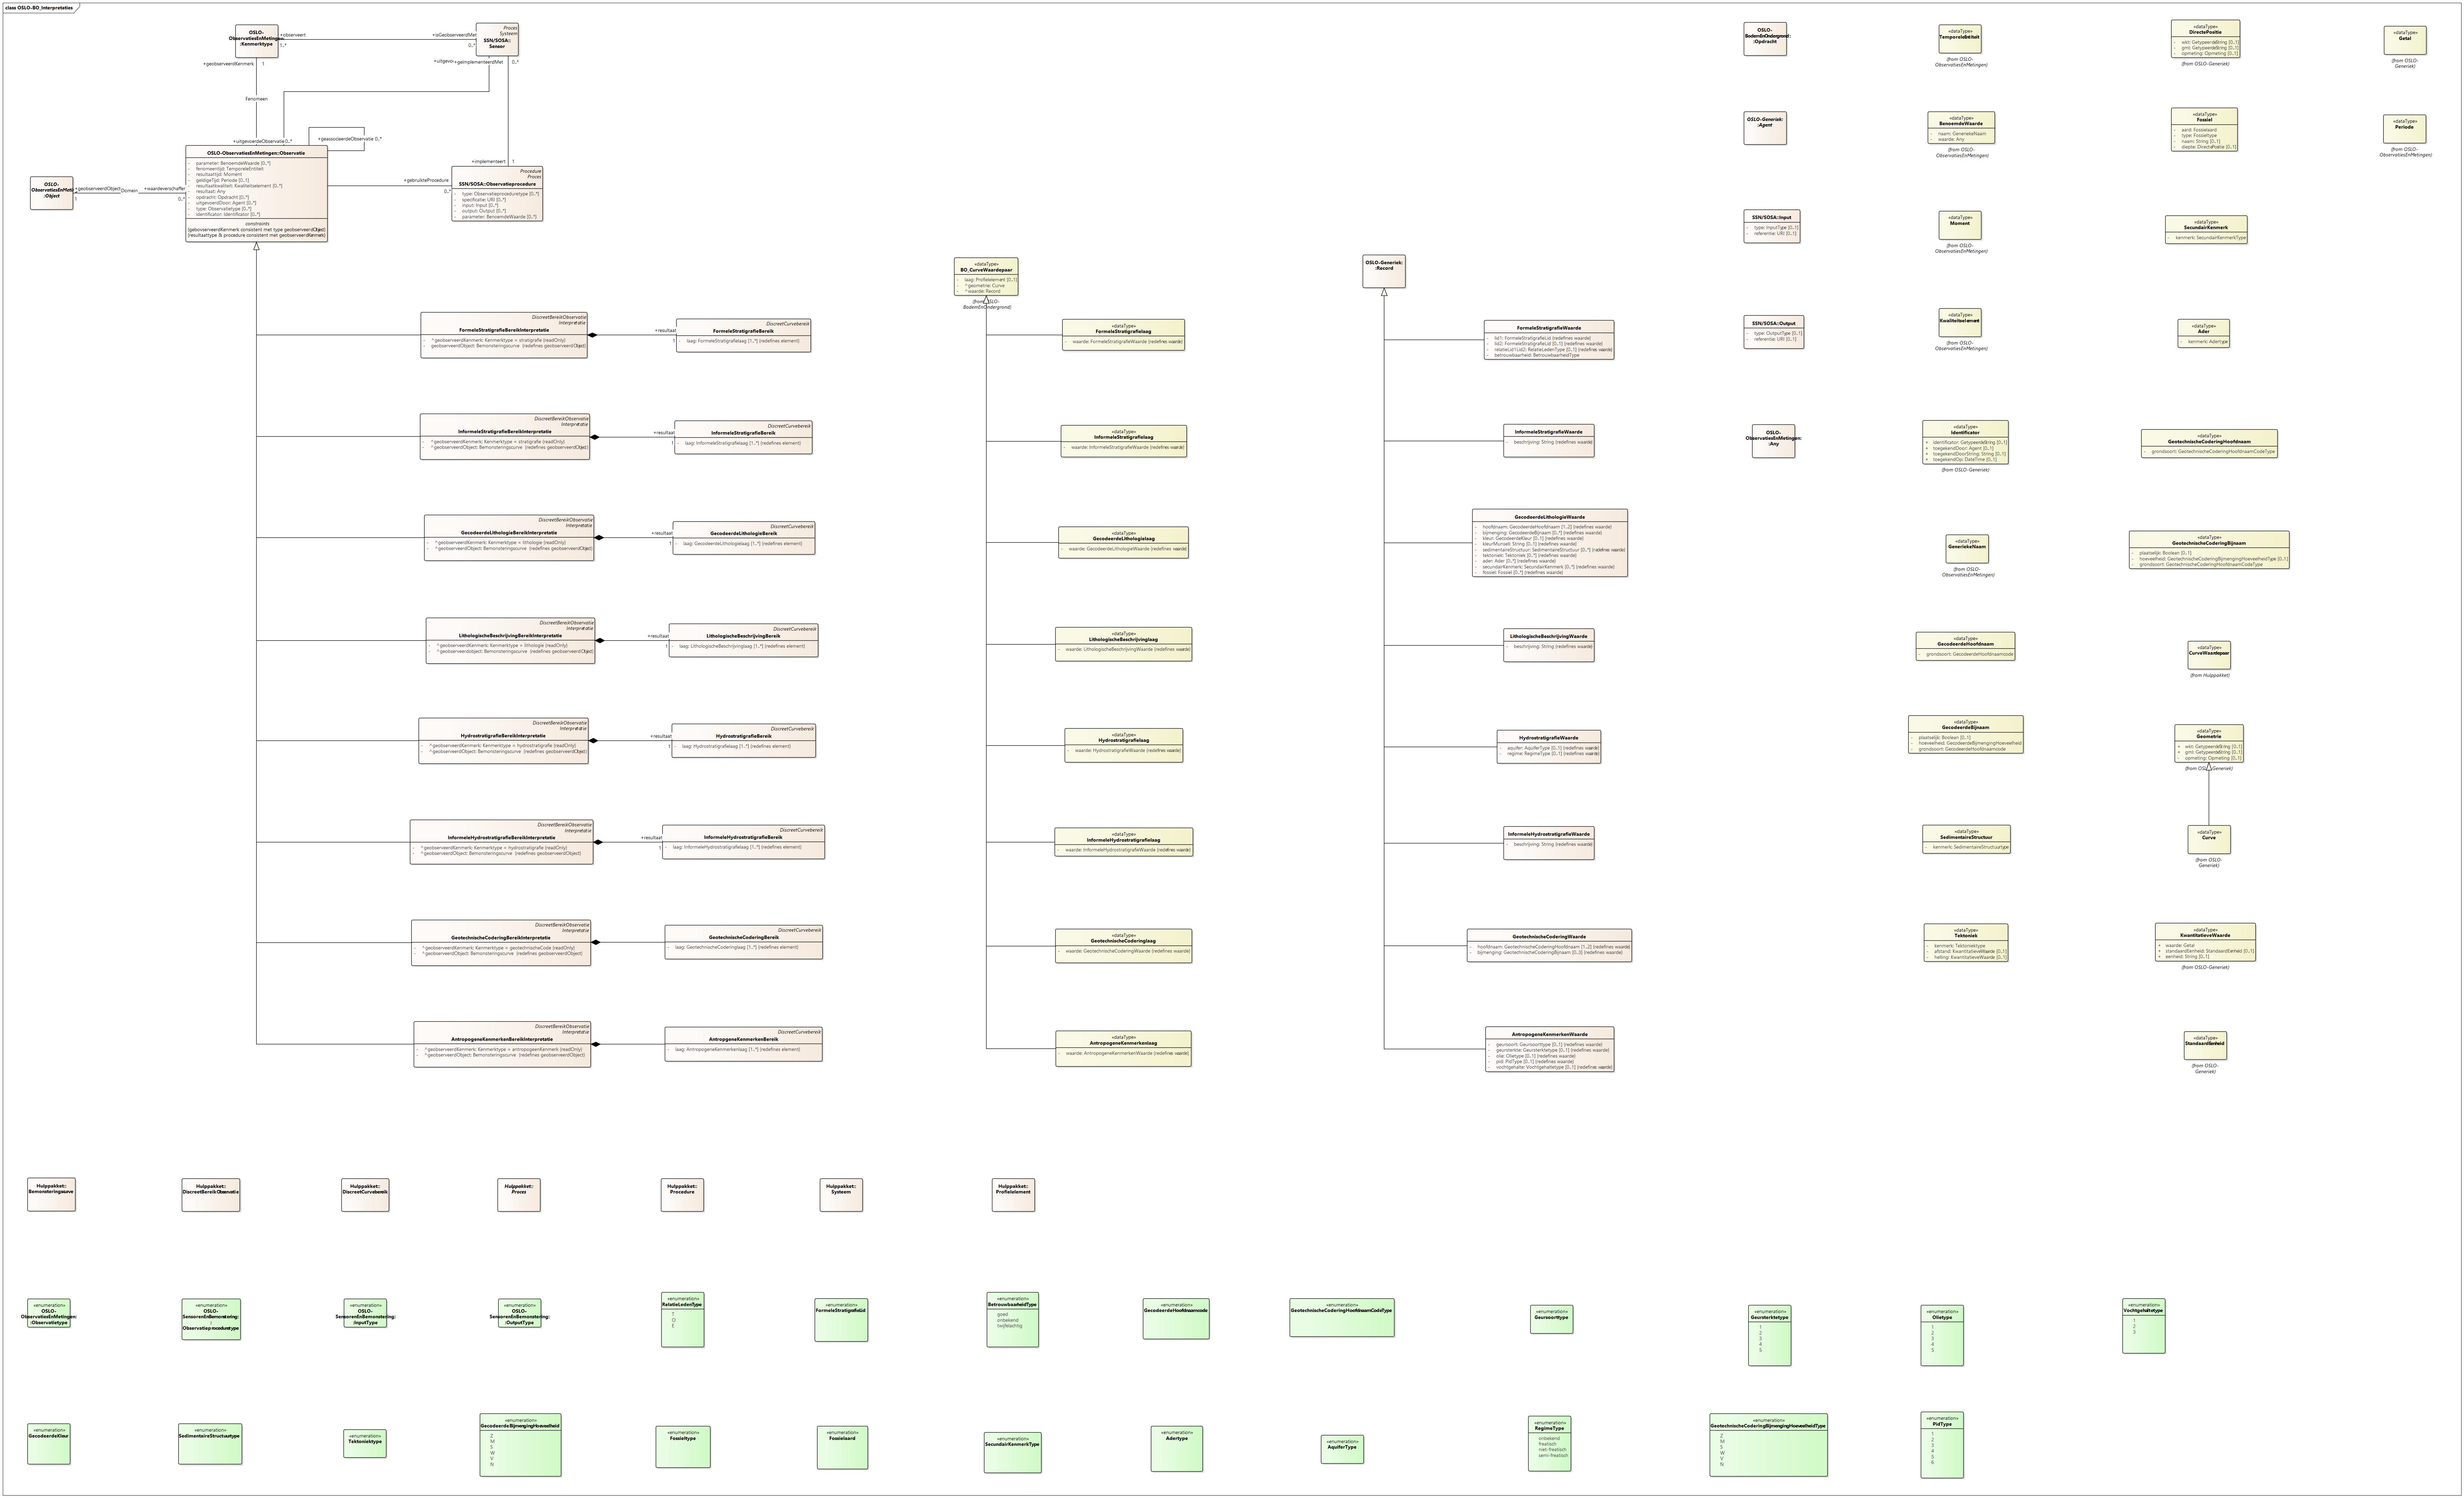 class OSLO-BO_Interpretaties
OSLO-
ObservatiesEnMetingen:
:Kenmerktype
+observeert
1..*
+isGeobserveerdMet
0..*
Proces
Systeem
SSN/SOSA::
Sensor
+geobserveerdKenmerk
1
+geïmplementeerdMet
0..*
Fenomeen
+uitgevoerdeObservatie
0..*
+geassocieerdeObservatie
0..*
+implementeert
1
OSLO-ObservatiesEnMetingen::Observatie
- parameter: BenoemdeWaarde [0..*]
- fenomeentijd: TemporeleEntiteit
- resultaattijd: Moment
- geldigeTijd: Periode [0..1]
- resultaatkwaliteit: Kwaliteitselement [0..*]
- resultaat: Any
- opdracht: Opdracht [0..*]
- uitgevoerdDoor: Agent [0..*]
- type: Observatietype [0..*]
- identificator: Identificator [0..*]
constraints
{geobserveerdKenmerk consistent met type geobserveerdObject}
{resultaattype & procedure consistent met geobserveerdKenmerk}
OSLO-
:Object
+geobserveerdObject
1
Domein
+waardeverschaffer
0..*
+gebruikteProcedure
0..*
Procedure
Proces
SSN/SOSA::Observatieprocedure
- type: Observatieproceduretype [0..*]
- specificatie: URI [0..*]
- input: Input [0..*]
- output: Output [0..*]
- parameter: BenoemdeWaarde [0..*]
DiscreetBereikObservatie
Interpretatie
FormeleStratigrafieBereikInterpretatie
- ^geobserveerdKenmerk: Kenmerktype = stratigrafie {readOnly}
- geobserveerdObject: Bemonsteringscurve {redefines geobserveerdObject}
+resultaat
1
DiscreetCurvebereik
FormeleStratigrafieBereik
- laag: FormeleStratigrafielaag [1..*] {redefines element}
DiscreetBereikObservatie
Interpretatie
InformeleStratigrafieBereikInterpretatie
- ^geobserveerdKenmerk: Kenmerktype = stratigrafie {readOnly}
- ^geobserveerdObject: Bemonsteringscurve {redefines geobserveerdObject}
+resultaat
1
DiscreetCurvebereik
InformeleStratigrafieBereik
- laag: InformeleStratigrafielaag [1..*] {redefines element}
DiscreetBereikObservatie
Interpretatie
GecodeerdeLithologieBereikInterpretatie
- ^geobserveerdKenmerk: Kenmerktype = lithologie {readOnly}
- ^geobserveerdObject: Bemonsteringscurve {redefines geobserveerdObject}
+resultaat
1
DiscreetCurvebereik
GecodeerdeLithologieBereik
- laag: GecodeerdeLithologielaag [1..*] {redefines element}
DiscreetBereikObservatie
Interpretatie
LithologischeBeschrijvingBereikInterpretatie
- ^geobserveerdKenmerk: Kenmerktype = lithologie {readOnly}
- ^geobserveerdobject: Bemonsteringscurve {redefines geobserveerdObject}
+resultaat
1
DiscreetCurvebereik
LithologischeBeschrijvingBereik
- laag: LithologischeBeschrijvinglaag [1..*] {redefines element}
DiscreetBereikObservatie
Interpretatie
HydrostratigrafieBereikInterpretatie
- ^geobserveerdKenmerk: Kenmerktype = hydrostratigrafie {readOnly}
- ^geobserveerdObject: Bemonsteringscurve {redefines geobserveerdObject}
+resultaat
1
DiscreetCurvebereik
HydrostratigrafieBereik
- laag: Hydrostratigrafielaag [1..*] {redefines element}
DiscreetBereikObservatie
Interpretatie
InformeleHydrostratigrafieBereikInterpretatie
- ^geobserveerdKenmerk: Kenmerktype = hydrostratigrafie {readOnly}
- ^geobserveerdObject: Bemonsteringscurve {redefines geobserveerdObject}
+resultaat
1
DiscreetCurvebereik
InformeleHydrostratigrafieBereik
- laag: InformeleHydrostratigrafielaag [1..*] {redefines element}
DiscreetBereikObservatie
Interpretatie
GeotechnischeCoderingBereikInterpretatie
- ^geobserveerdKenmerk: Kenmerktype = geotechnischeCode {readOnly}
- ^geobserveerdObject: Bemonsteringscurve {redefines geobserveerdObject}
DiscreetCurvebereik
GeotechnischeCoderingBereik
- laag: GeotechnischeCoderinglaag [1..*] {redefines element}
DiscreetBereikObservatie
Interpretatie
AntropogeneKenmerkenBereikInterpretatie
- ^geobserveerdKenmerk: Kenmerktype = antropogeenKenmerk {readOnly}
- ^geobserveerdObject: Bemonsteringscurve {redefines geobserveerdObject}
DiscreetCurvebereik
AntropgeneKenmerkenBereik
- laag: AntropogeneKenmerkenlaag [1..*] {redefines element}
«dataType»
BO_CurveWaardepaar
- laag: Profielelement [0..1]
- ^geometrie: Curve
- ^waarde: Record
(from OSLO-
BodemEnOndergrond)
«dataType»
FormeleStratigrafielaag
- waarde: FormeleStratigrafieWaarde {redefines waarde}
«dataType»
InformeleStratigrafielaag
- waarde: InformeleStratigrafieWaarde {redefines waarde}
«dataType»
GecodeerdeLithologielaag
- waarde: GecodeerdeLithologieWaarde {redefines waarde}
«dataType»
LithologischeBeschrijvinglaag
- waarde: LithologischeBeschrijvingWaarde {redefines waarde}
«dataType»
Hydrostratigrafielaag
- waarde: HydrostratigrafieWaarde {redefines waarde}
«dataType»
InformeleHydrostratigrafielaag
- waarde: InformeleHydrostratigrafieWaarde {redefines waarde}
«dataType»
GeotechnischeCoderinglaag
- waarde: GeotechnischeCoderingWaarde {redefines waarde}
«dataType»
AntropogeneKenmerkenlaag
- waarde: AntropogeneKenmerkenWaarde {redefines waarde}
OSLO-Generiek:
:Record
FormeleStratigrafieWaarde
- lid1: FormeleStratigrafieLid {redefines waarde}
- lid2: FormeleStratigrafieLid [0..1] {redefines waarde}
- relatieLid1Lid2: RelatieLedenType [0..1] {redefines waarde}
- betrouwbaarheid: BetrouwbaarheidType
InformeleStratigrafieWaarde
- beschrijving: String {redefines waarde}
GecodeerdeLithologieWaarde
- hoofdnaam: GecodeerdeHoofdnaam [1..2] {redefines waarde}
- bijmenging: GecodeerdeBijnaam [0..*] {redefines waarde}
- kleur: GecodeerdeKleur [0..1] {redefines waarde}
- kleurMunsell: String [0..1] {redefines waarde}
- sedimentaireStructuur: SedimentaireStructuur [0..*] {redefines waarde}
- tektoniek: Tektoniek [0..*] {redefines waarde}
- ader: Ader [0..*] {redefines waarde}
- secundairKenmerk: SecundairKenmerk [0..*] {redefines waarde}
- fossiel: Fossiel [0..*] {redefines waarde}
LithologischeBeschrijvingWaarde
- beschrijving: String {redefines waarde}
HydrostratigrafieWaarde
- aquifer: AquiferType [0..1] {redefines waarde}
- regime: RegimeType [0..1] {redefines waarde}
InformeleHydrostratigrafieWaarde
- beschrijving: String {redefines waarde}
GeotechnischeCoderingWaarde
- hoofdnaam: GeotechnischeCoderingHoofdnaam [1..2] {redefines waarde}
- bijmenging: GeotechnischeCoderingBijnaam [0..3] {redefines waarde}
AntropogeneKenmerkenWaarde
- geursoort: Geursoorttype [0..1] {redefines waarde}
- geursterkte: Geursterktetype [0..1] {redefines waarde}
- olie: Olietype [0..1] {redefines waarde}
- pid: PidType [0..1] {redefines waarde}
- vochtgehalte: Vochtgehaltetype [0..1] {redefines waarde}
OSLO-
BodemEnOndergrond:
:Opdracht
OSLO-Generiek:
:Agent
SSN/SOSA::Input
- type: InputType [0..1]
- referentie: URI [0..1]
SSN/SOSA::Output
- type: OutputType [0..1]
- referentie: URI [0..1]
OSLO-
ObservatiesEnMetingen:
:Any
«dataType»
TemporeleEntiteit
(from OSLO-
ObservatiesEnMetingen)
«dataType»
BenoemdeWaarde
- naam: GeneriekeNaam
- waarde: Any
(from OSLO-
ObservatiesEnMetingen)
«dataType»
Moment
(from OSLO-
ObservatiesEnMetingen)
«dataType»
Kwaliteitselement
(from OSLO-
ObservatiesEnMetingen)
«dataType»
Identificator
+ identificator: GetypeerdeString [0..1]
+ toegekendDoor: Agent [0..1]
+ toegekendDoorString: String [0..1]
+ toegekendOp: DateTime [0..1]
(from OSLO-Generiek)
«dataType»
GeneriekeNaam
(from OSLO-
ObservatiesEnMetingen)
«dataType»
GecodeerdeHoofdnaam
- grondsoort: GecodeerdeHoofdnaamcode
«dataType»
GecodeerdeBijnaam
- plaatselijk: Boolean [0..1]
- hoeveelheid: GecodeerdeBijmengingHoeveelheid
- grondsoort: GecodeerdeHoofdnaamcode
«dataType»
SedimentaireStructuur
- kenmerk: SedimentaireStructuurtype
«dataType»
Tektoniek
- kenmerk: Tektoniektype
- afstand: KwantitatieveWaarde [0..1]
- helling: KwantitatieveWaarde [0..1]
«dataType»
DirectePositie
- wkt: GetypeerdeString [0..1]
- gml: GetypeerdeString [0..1]
- opmeting: Opmeting [0..1]
(from OSLO-Generiek)
«dataType»
Fossiel
- aard: Fossielaard
- type: Fossieltype
- naam: String [0..1]
- diepte: DirectePositie [0..1]
«dataType»
SecundairKenmerk
- kenmerk: SecundairKenmerkType
«dataType»
Ader
- kenmerk: Adertype
«dataType»
GeotechnischeCoderingHoofdnaam
- grondsoort: GeotechnischeCoderingHoofdnaamCodeType
«dataType»
GeotechnischeCoderingBijnaam
- plaatselijk: Boolean [0..1]
- hoeveelheid: GeotechnischeCoderingBijmengingHoeveelheidType [0..1]
- grondsoort: GeotechnischeCoderingHoofdnaamCodeType
«dataType»
CurveWaardepaar
(from Hulppakket)
«dataType»
Geometrie
+ wkt: GetypeerdeString [0..1]
+ gml: GetypeerdeString [0..1]
- opmeting: Opmeting [0..1]
(from OSLO-Generiek)
«dataType»
Curve
(from OSLO-
Generiek)
«dataType»
KwantitatieveWaarde
+ waarde: Getal
+ standaardEenheid: StandaardEenheid [0..1]
+ eenheid: String [0..1]
(from OSLO-Generiek)
«dataType»
StandaardEenheid
(from OSLO-
Generiek)
«dataType»
Getal
(from OSLO-
Generiek)
«dataType»
Periode
(from OSLO-
ObservatiesEnMetingen)
Hulppakket::
Bemonsteringscurve
Hulppakket::
DiscreetBereikObservatie
Hulppakket::
DiscreetCurvebereik
Hulppakket::
Proces
Hulppakket::
Procedure
Hulppakket::
Systeem
Hulppakket::
Profielelement
«enumeration»
OSLO-
ObservatiesEnMetingen:
:Observatietype
«enumeration»
OSLO-
SensorenEnBemonstering:
:
Observatieproceduretype
«enumeration»
OSLO-
SensorenEnBemonstering:
:InputType
«enumeration»
OSLO-
SensorenEnBemonstering:
:OutputType
«enumeration»
RelatieLedenType
T
O
E
«enumeration»
FormeleStratigrafieLid
«enumeration»
BetrouwbaarheidType
goed
onbekend
twijfelachtig
«enumeration»
GecodeerdeHoofdnaamcode
«enumeration»
GeotechnischeCoderingHoofdnaamCodeType
«enumeration»
Geursoorttype
«enumeration»
Geursterktetype
1
2
3
4
5
«enumeration»
Olietype
1
2
3
4
5
«enumeration»
Vochtgehaltetype
1
2
3
«enumeration»
GecodeerdeKleur
«enumeration»
SedimentaireStructuurtype
«enumeration»
Tektoniektype
«enumeration»
GecodeerdeBijmengingHoeveelheid
Z
M
S
W
V
N
«enumeration»
Fossieltype
«enumeration»
Fossielaard
«enumeration»
SecundairKenmerkType
«enumeration»
Adertype
«enumeration»
AquiferType
«enumeration»
RegimeType
onbekend
freatisch
niet-freatisch
semi-freatisch
«enumeration»
GeotechnischeCoderingBijmengingHoeveelheidType
Z
M
S
W
V
N
«enumeration»
PidType
1
2
3
4
5
6